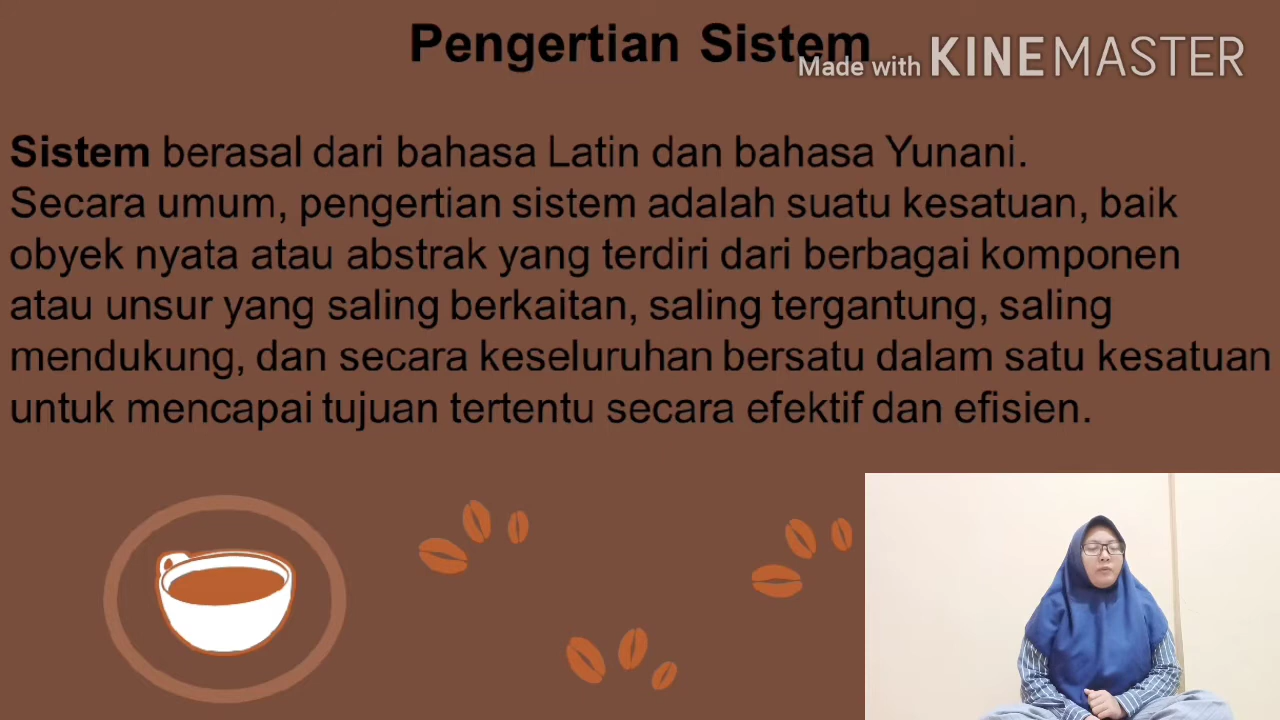 Pengertian Sistem
Made with KINEMASTER
Sistem berasal dari bahasa Latin dan bahasa Yunani.
Secara umum, pengertian sistem adalah suatu kesatuan, baik
obyek nyata atau abstrak yang terdiri dari berbagai komponen
atau unsur yang saling berkaitan, saling tergantung, saling
mendukung, dan secara keseluruhan bersatu dalam satu kesatuan
untuk mencapai tujuan tertentu secara efektif dan efisien.